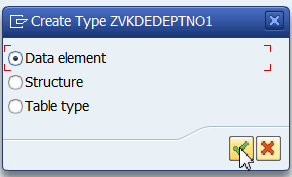 Create Type ZVKDEDEPTNO1
Data element
Structure
Table type